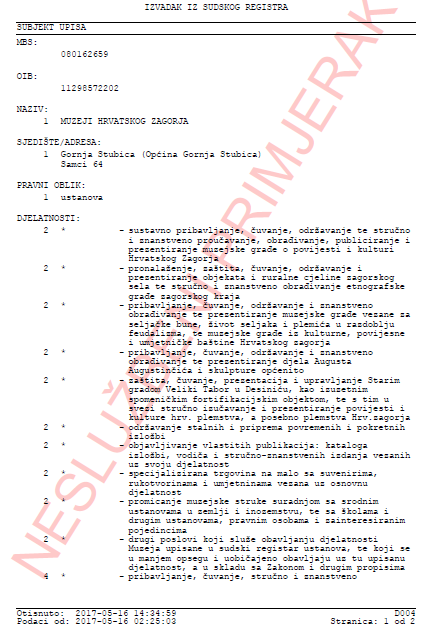 IZVADAK IZ SUDSKOG REGISTRA
SUBJEKT UPISA
MBS:
080162659
OIB:
11298572202
NAZIV:
1 MUZEJI HRVATSKOG ZAGORJA
SJEDIŠTE/ADRESA:
1 Gornja Stubica (Općina Gornja Stubica)
Samci 64
PRAVNI OBLIK:
1 ustanova
DJELATNOSTI:
2 * - sustavno pribavljanje, čuvanje, održavanje te stručno
i znanstveno proučavanje, obrađivanje, publiciranje i
prezentiranje muzejske građe o povijesti i kulturi
Hrvatskog Zagorja
2 * - pronalaženje, zaštita, čuvanje, održavanje i
prezentiranje objekata i ruralne cjeline zagorskog
sela te stručno i znanstveno obrađivanje etnografske
građe zagorskog kraja
2 * - pribavljanje, čuvanje, održavanje i znanstveno
obrađivanje te prezentiranje muzejske građe vezane za
seljačke bune, život seljaka i plemića u razdoblju
feudalizma, te muzejske građe iz kulturne, povijesne
i umjetničke baštine Hrvatskog zagorja
2 * - pribavljanje, čuvanje, održavanje i znanstveno
obrađivanje te prezentiranje djela Augusta
Augustinčića i skulpture općenito
2 * - zaštita, čuvanje, prezentacija i upravljanje Starim
gradom Veliki Tabor u Desiniću, kao izuzetnim
spomeničkim fortifikacijskim objektom, te s tim u
svezi stručno izučavanje i prezentiranje povijesti i
kulture hrv. plemstva, a posebno plemstva Hrv.zagorja
2 * - održavanje stalnih i priprema povremenih i pokretnih
izložbi
2 * - objavljivanje vlastitih publikacija: kataloga
izložbi, vodiča i stručno-znanstvenih izdanja vezanih
uz svoju djelatnost
2 * - specijalizirana trgovina na malo sa suvenirima,
rukotvorinama i umjetninama vezana uz osnovnu
djelatnost
2 * - promicanje muzejske struke suradnjom sa srodnim
ustanovama u zemlji i inozemstvu, te sa školama i
drugim ustanovama, pravnim osobama i zainteresiranim
pojedincima
2 * - drugi poslovi koji služe obavljanju djelatnosti
Muzeja upisane u sudski registar ustanova, te koji se
u manjem opsegu i uobičajeno obavljaju uz tu upisanu
djelatnost, a u skladu sa Zakonom i drugim propisima
4 * - pribavljanje, čuvanje, stručno i znanstveno
NESLUŽBENI PRIMJERAK
Otisnuto: 2017-05-16 14:34:59 D004
Podaci od: 2017-05-16 02:25:03 Stranica: 1 od 2